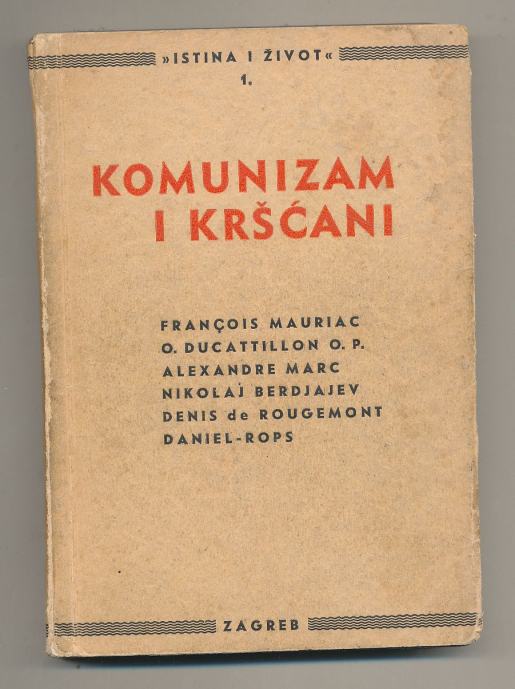 »ISTINA I ŽIVOT«
1.
KOMUNIZAM
I KRŠĆANI
FRANÇOIS MAURIAC
O. DUCATTILLON O. P.
ALEXANDRE MARC
NIKOLAJ BERDJAJEV
DENIS de ROUGEMONT
DANIEL-ROPS
ZAGREB